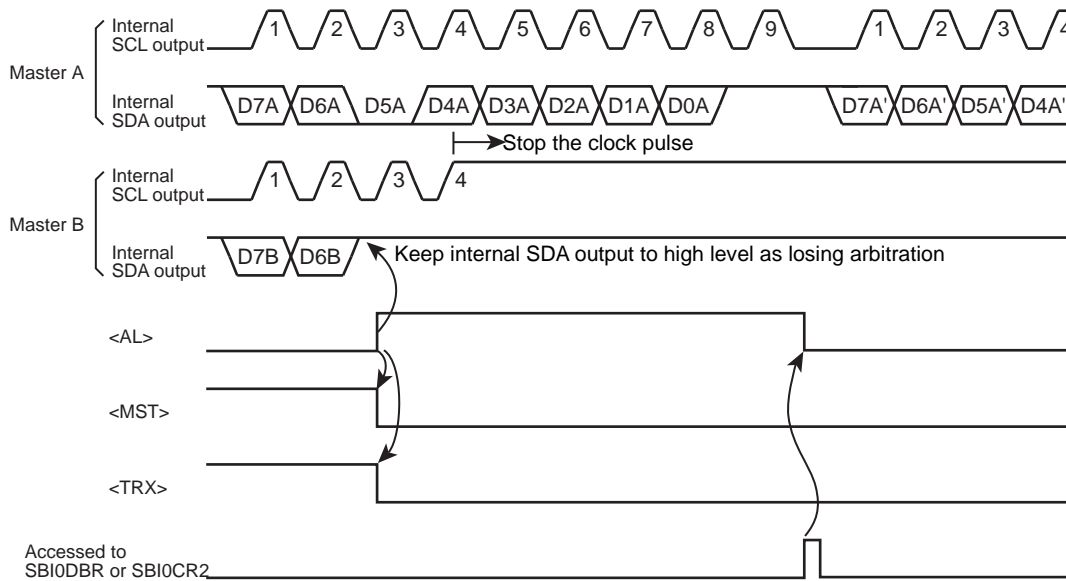 Master A
Internal
SCL output
1 2 3 4 5 6 7 8 9 1 2 3 4
Internal
SDA output
D7A D6A D5A D4A D3A D2A D1A D0A D7A' D6A' D5A' D4A'
Stop the clock pulse
Master B
Internal
SCL output
1 2 3 4
Internal
SDA output
D7B D6B
Keep internal SDA output to high level as losing arbitration
<AL>
<MST>
<TRX>
Accessed to
SBI0DBR or SBI0CR2